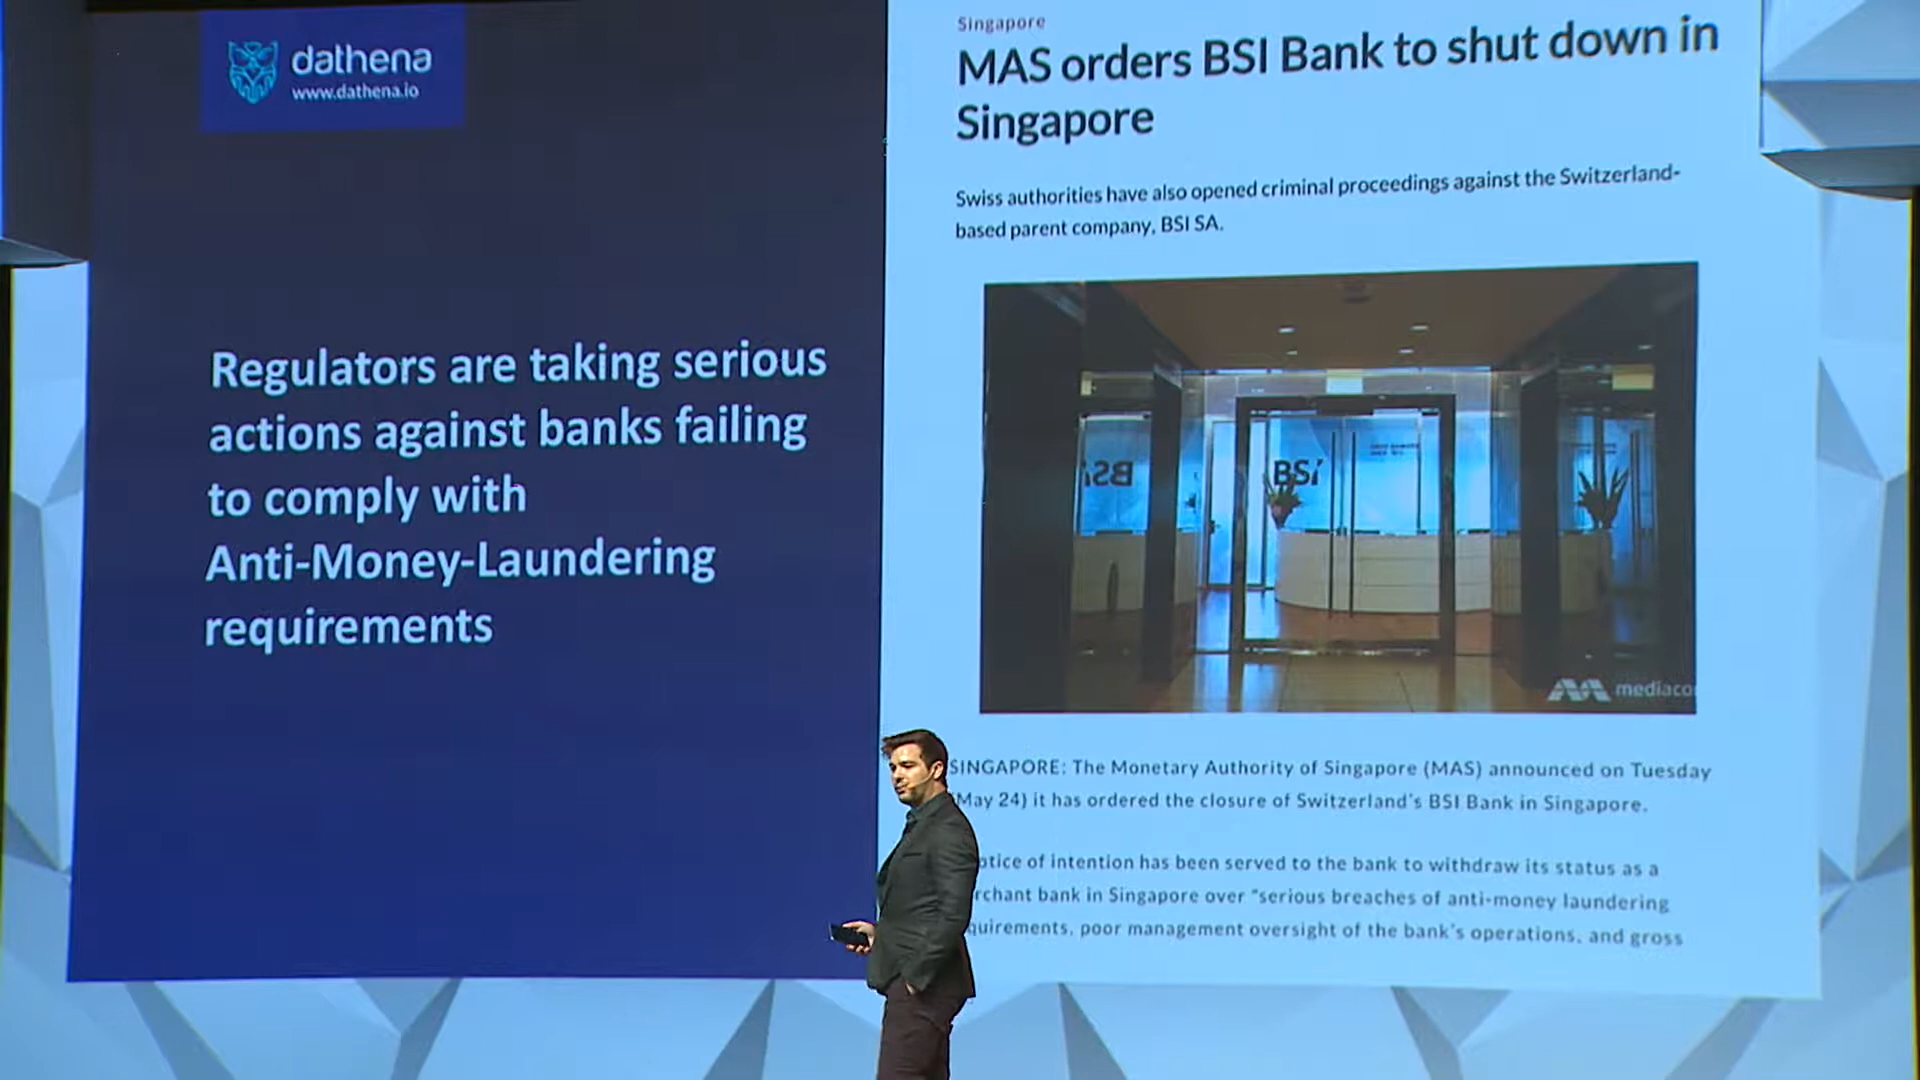 dathena
www.dathena.io
Regulators are taking serious
actions against banks failing
to comply with
Anti-Money-Laundering
requirements
Singapore
MAS orders BSI Bank to shut down in
Singapore
Swiss authorities have also opened criminal proceedings against the Switzerland-
based parent company, BSI SA.
BSI
BSI
mediaco
SINGAPORE: The Monetary Authority of Singapore (MAS) announced on Tuesday
May 24) it has ordered the closure of Switzerland's BSI Bank in Singapore.
otice of intention has been served to the bank to withdraw its status as a
rchant bank in Singapore over "serious breaches of anti-money laundering
quirements, poor management oversight of the bank's operations, and gross